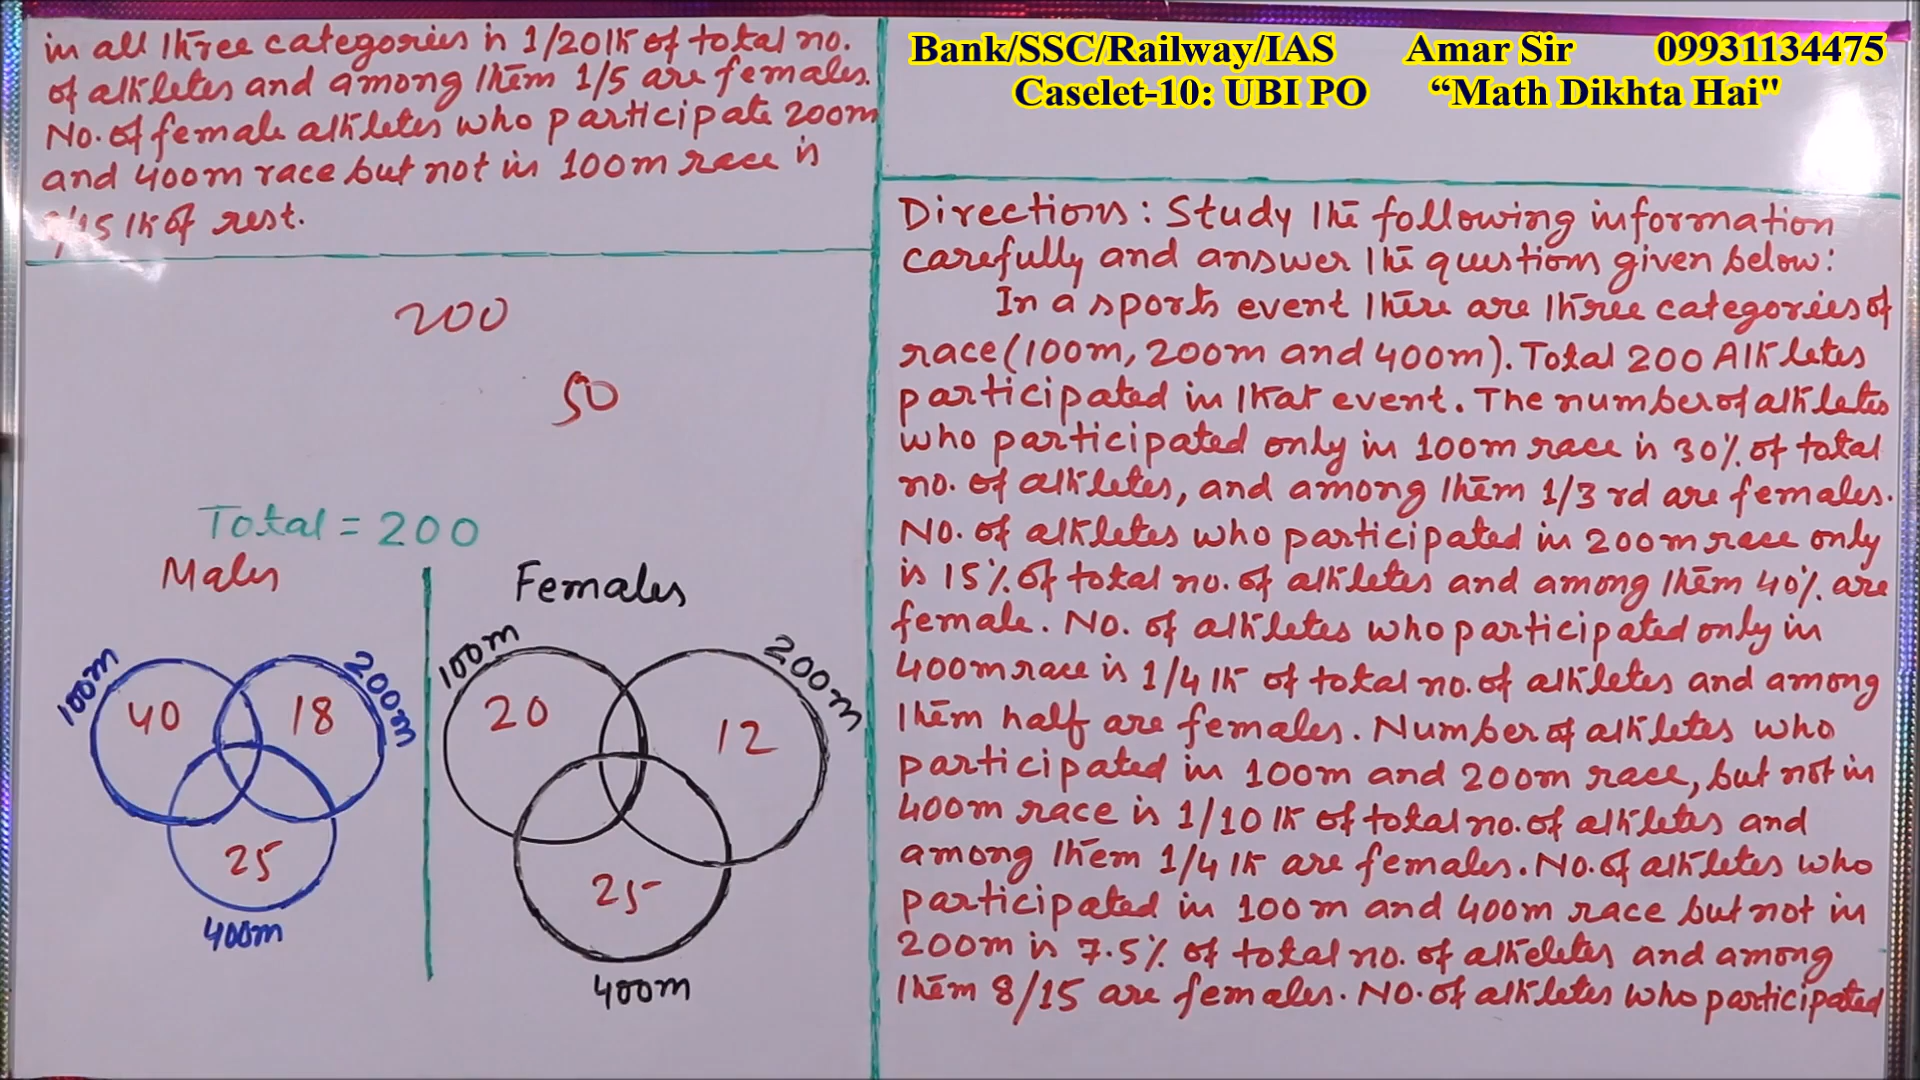 Bank/SSC/Railway/IAS Amar Sir 09931134475
Caselet-10: UBI PO “Math Dikhta Hai"
Directions: Study the following information
carefully and answer the questions given below:
In a sports event there are three categories of
race (100m, 200m and 400m). Total 200 Athletes
participated in that event. The number of athletes
who participated only in 100m race is 30% of total
no. of athletes, and among them 1/3 rd are females.
No. of athletes who participated in 200m race only
is 15% of total no. of athletes and among them 40% are
female. No. of athletes who participated only in
400m race is 1/4 th of total no. of athletes and among
them half are females. Number of athletes who
participated in 100m and 200m race, but not in
400m race is 1/10 th of total no. of athletes and
among them 1/4 th are females. No. of athletes who
participated in 100m and 400m race but not in
200m is 7.5% of total no. of atheletes and among
them 8/15 are females. No. of athletes who participated
in all three categories is 1/20 th of total no.
of athletes and among them 1/5 are females.
No. of female athletes who participate 200m
and 400m race but not in 100m race is
/15 th of rest.
200
50
Total = 200
Males
100m
200m
40
18
25
400m
Females
100m
200m
20
12
25
400m